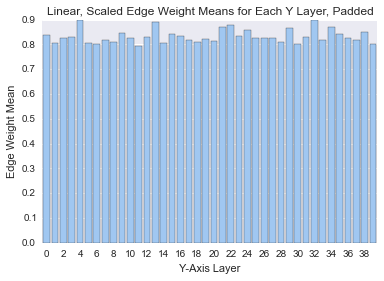 Linear, Scaled Edge Weight Means for Each Y Layer, Padded
0.9
0.8
0.7
0.6
0.5
0.4
0.3
0.2
0.1
0.0
Edge Weight Mean
0 2 4 6 8 10 12 14 16 18 20 22 24 26 28 30 32 34 36 38
Y-Axis Layer